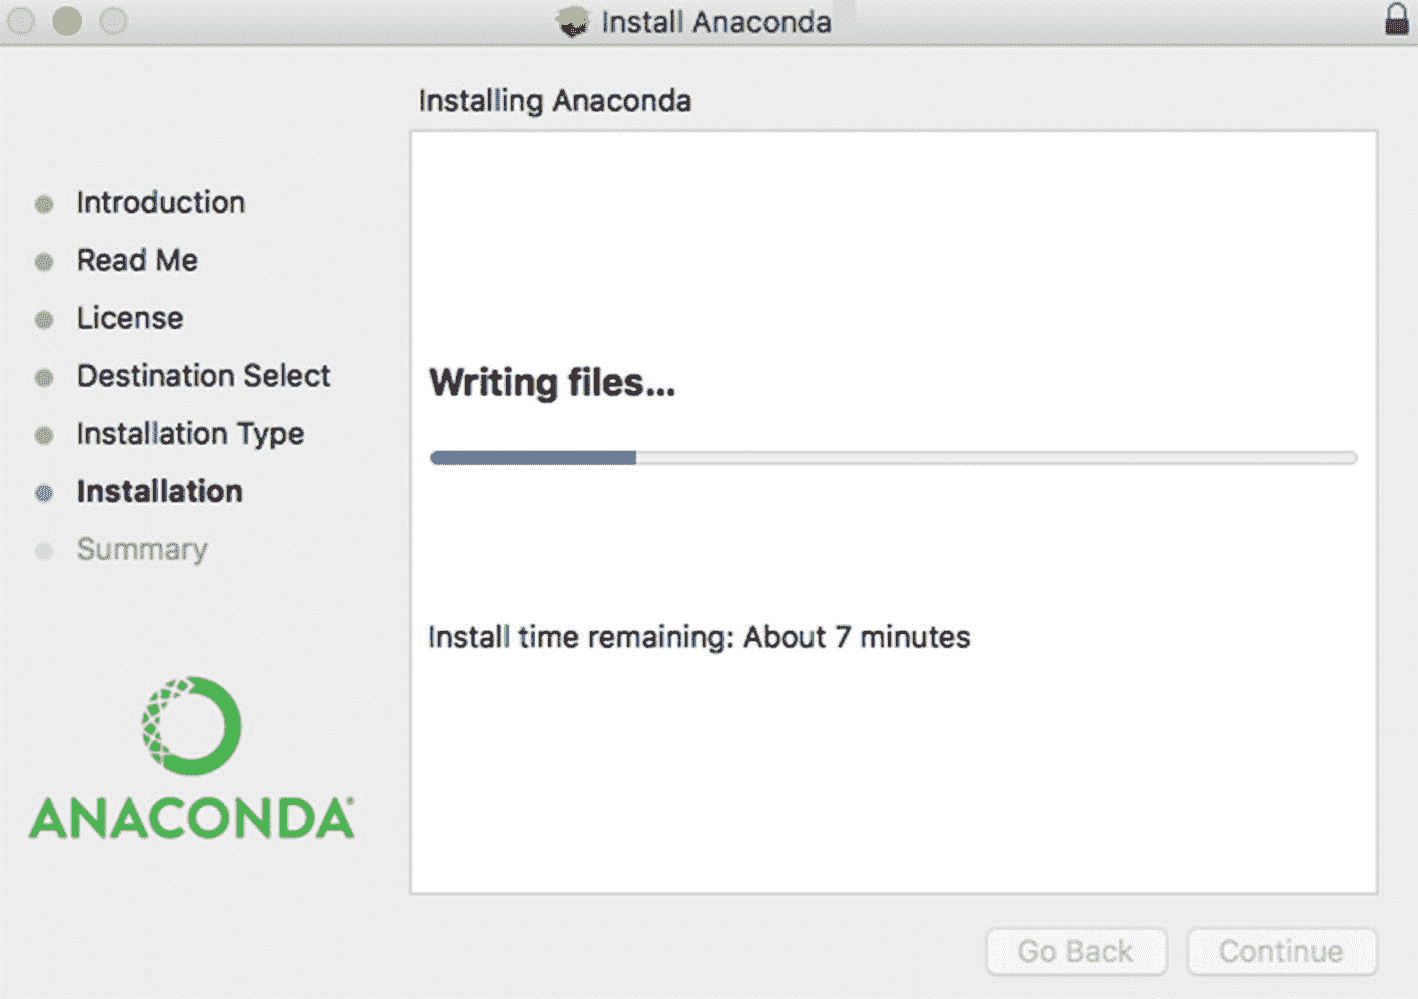 Install Anaconda
Installing Anaconda
Introduction
Read Me
License
Destination Select
Installation Type
Installation
Summary
Writing files...
Install time remaining: About 7 minutes
ANACONDA
Go Back
Continue